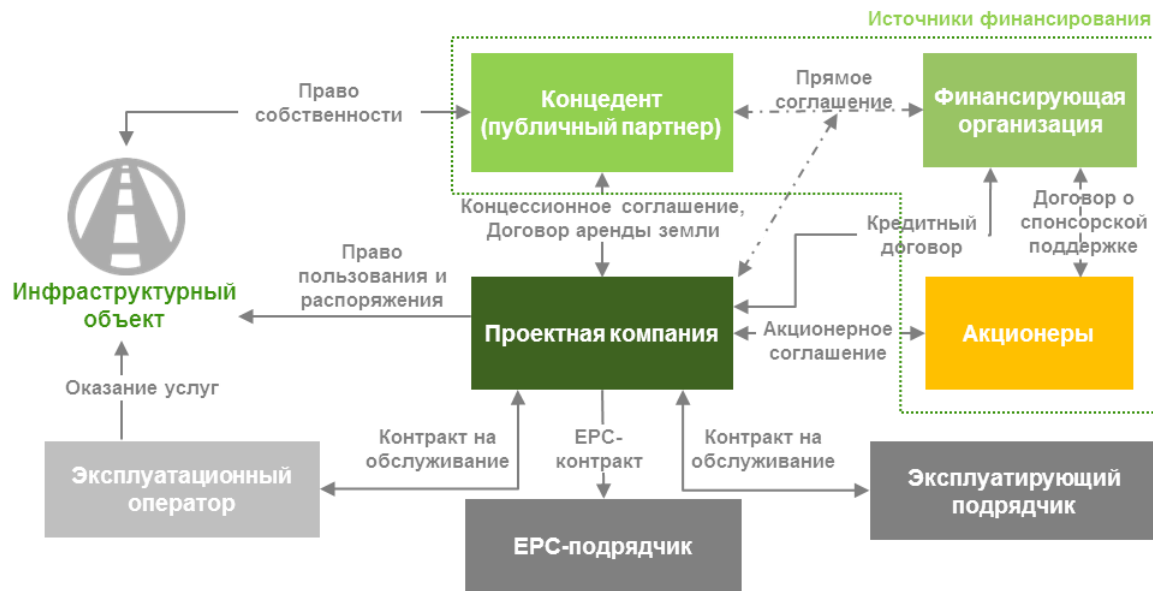 Источники финансирования
Право
собственности
Концедент
(публичный партнер)
Прямое
соглашение
Финансирующая
организация
Концессионное соглашение,
Договор аренды земли
Кредитный
договор
Договор о
спонсорской
поддержке
Инфраструктурный
объект
Право
пользования и
распоряжения
Проектная компания
Акционерное
соглашение
Акционеры
Оказание услуг
Контракт на
обслуживание
EPC-
контракт
Контракт на
обслуживание
Эксплуатационный
оператор
EPC-подрядчик
Эксплуатирующий
подрядчик